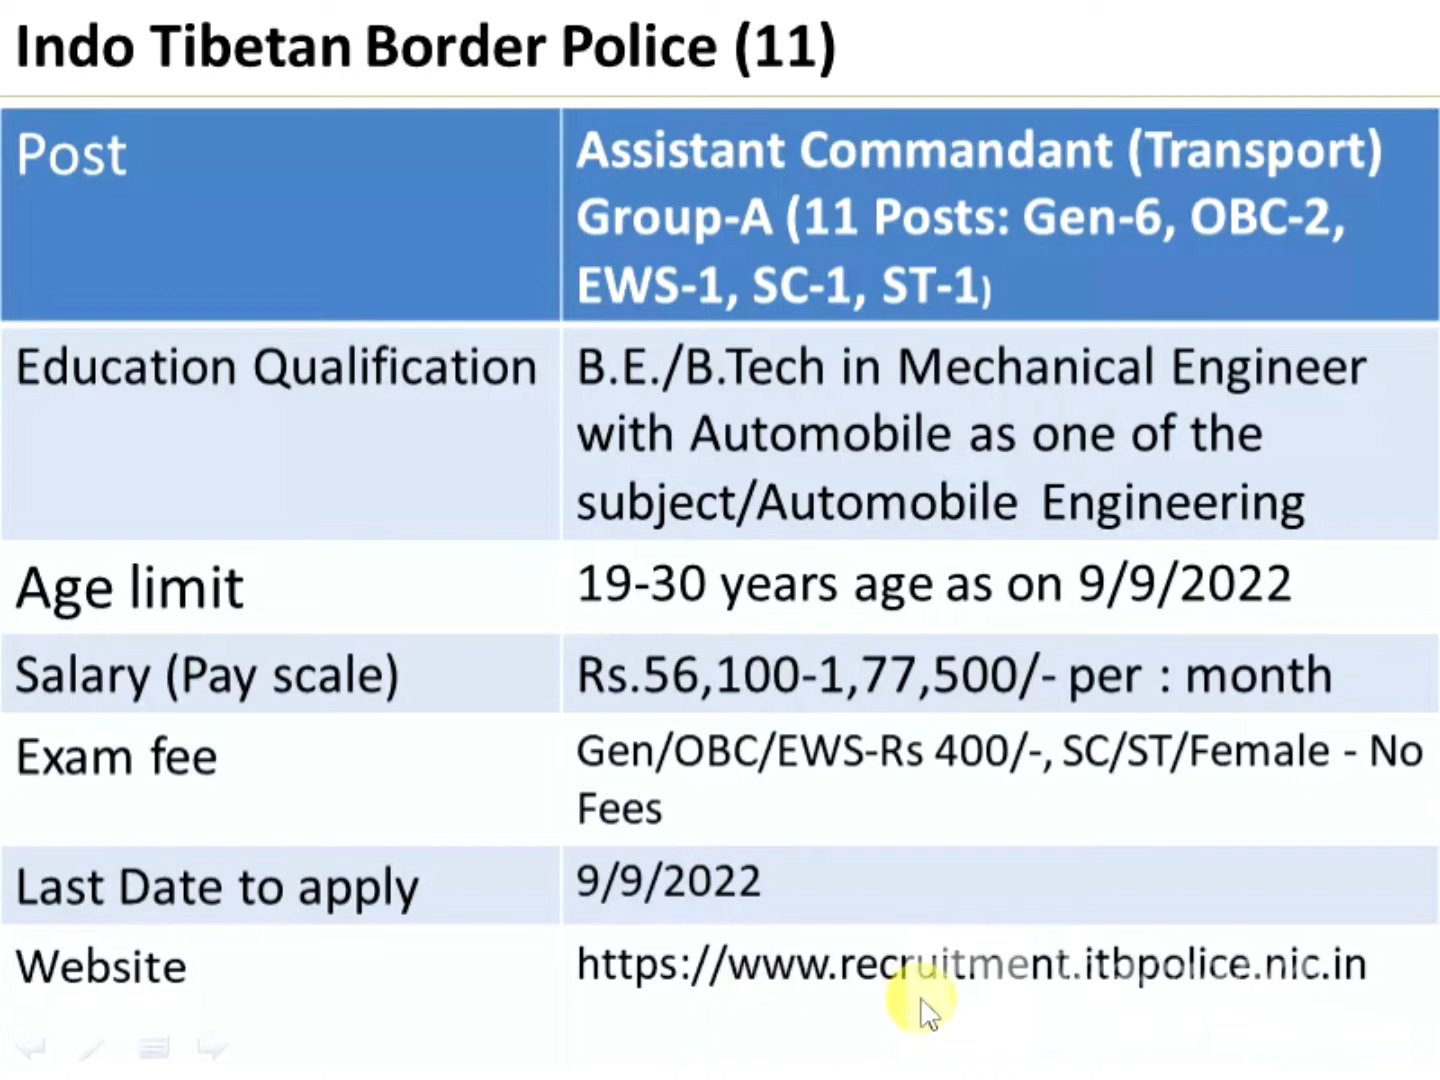 Indo Tibetan Border Police (11)
Post
Assistant Commandant (Transport)
Group-A (11 Posts: Gen-6, OBC-2,
EWS-1, SC-1, ST-1)
Education Qualification
B.E./B.Tech in Mechanical Engineer
with Automobile as one of the
subject/Automobile Engineering
Age limit
19-30 years age as on 9/9/2022
Salary (Pay scale)
Rs.56,100-1,77,500/- per : month
Exam fee
Gen/OBC/EWS-Rs 400/-, SC/ST/Female - No
Fees
Last Date to apply
9/9/2022
Website
https://www.recruitment.itbpolice.nic.in